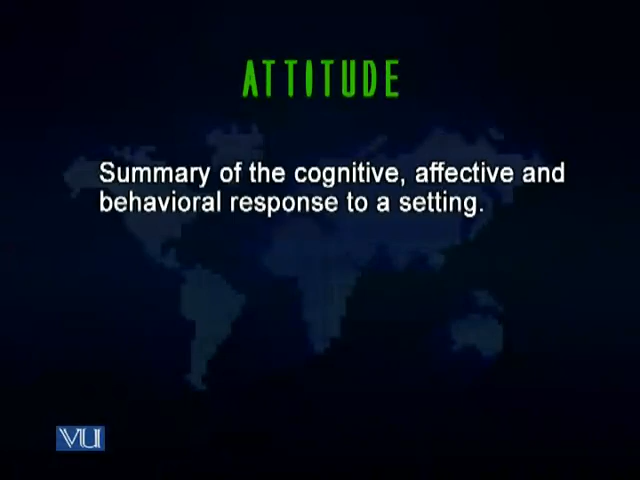 ATTITUDE
Summary of the cognitive, affective and
behavioral response to a setting.
VU